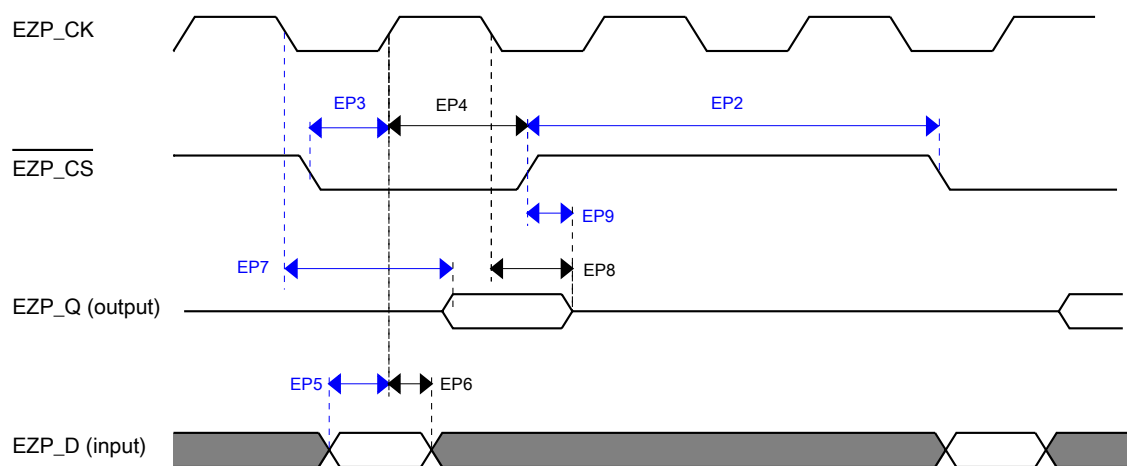 EZP_CK
EP3
EP4
EP2
EZP_CS
EP9
EP7
EP8
EZP_Q (output)
EP5
EP6
EZP_D (input)